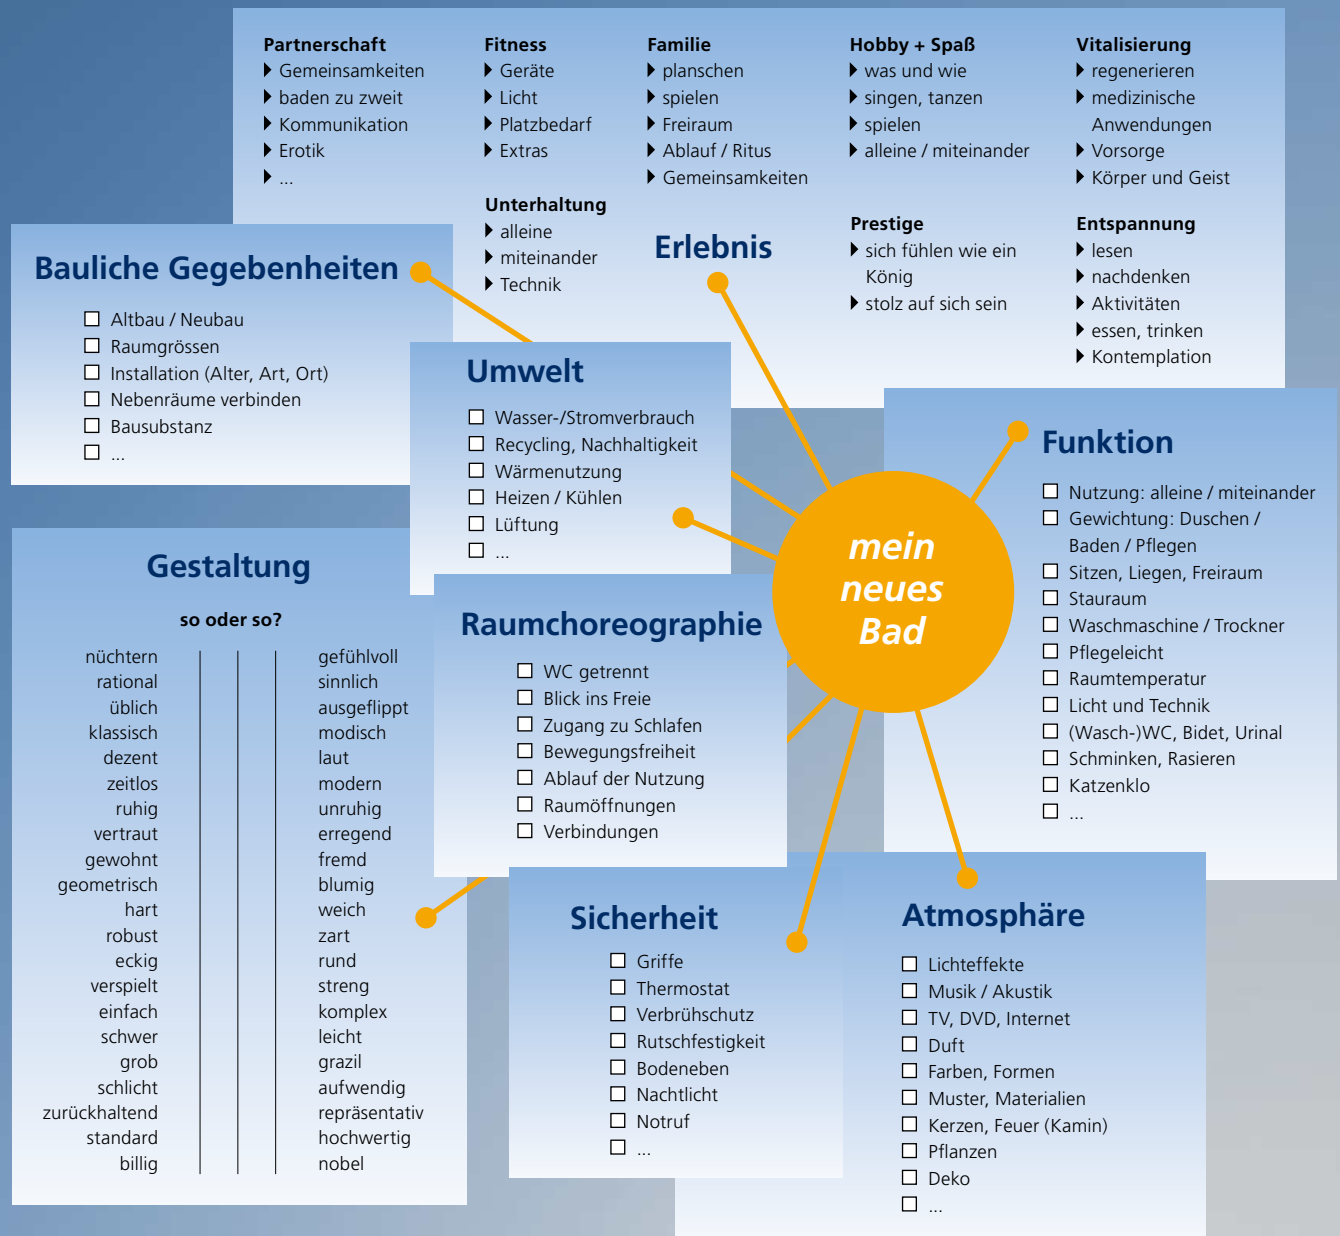 Partnerschaft
Gemeinsamkeiten
baden zu zweit
Kommunikation
Erotik
...
Fitness
Geräte
Licht
Platzbedarf
Extras
Unterhaltung
alleine
miteinander
Technik
Familie
planschen
spielen
Freiraum
Ablauf / Ritus
Gemeinsamkeiten
Hobby + Spaß
was und wie
singen, tanzen
spielen
alleine / miteinander
Prestige
sich fühlen wie ein
König
stolz auf sich sein
Vitalisierung
regenerieren
medizinische
Anwendungen
Vorsorge
Körper und Geist
Entspannung
lesen
nachdenken
Aktivitäten
essen, trinken
Kontemplation
Erlebnis
Bauliche Gegebenheiten
Altbau / Neubau
Raumgrössen
Installation (Alter, Art, Ort)
Nebenräume verbinden
Bausubstanz
...
Umwelt
Wasser-/Stromverbrauch
Recycling, Nachhaltigkeit
Wärmenutzung
Heizen / Kühlen
Lüftung
...
Funktion
Nutzung: alleine / miteinander
Gewichtung: Duschen /
Baden / Pflegen
Sitzen, Liegen, Freiraum
Stauraum
Waschmaschine / Trockner
Pflegeleicht
Raumtemperatur
Licht und Technik
(Wasch-)WC, Bidet, Urinal
Schminken, Rasieren
Katzenklo
...
mein
neues
Bad
Gestaltung
so oder so?
nüchtern gefühlvoll
rational sinnlich
üblich ausgeflippt
klassisch modisch
dezent laut
zeitlos modern
ruhig unruhig
vertraut erregend
gewohnt fremd
geometrisch blumig
hart weich
robust zart
eckig rund
verspielt streng
einfach komplex
schwer leicht
grob grazil
schlicht aufwendig
zurückhaltend repräsentativ
standard hochwertig
billig nobel
Raumchoreographie
WC getrennt
Blick ins Freie
Zugang zu Schlafen
Bewegungsfreiheit
Ablauf der Nutzung
Raumöffnungen
Verbindungen
Sicherheit
Griffe
Thermostat
Verbrühschutz
Rutschfestigkeit
Bodeneben
Nachtlicht
Notruf
...
Atmosphäre
Lichteffekte
Musik / Akustik
TV, DVD, Internet
Duft
Farben, Formen
Muster, Materialien
Kerzen, Feuer (Kamin)
Pflanzen
Deko
...